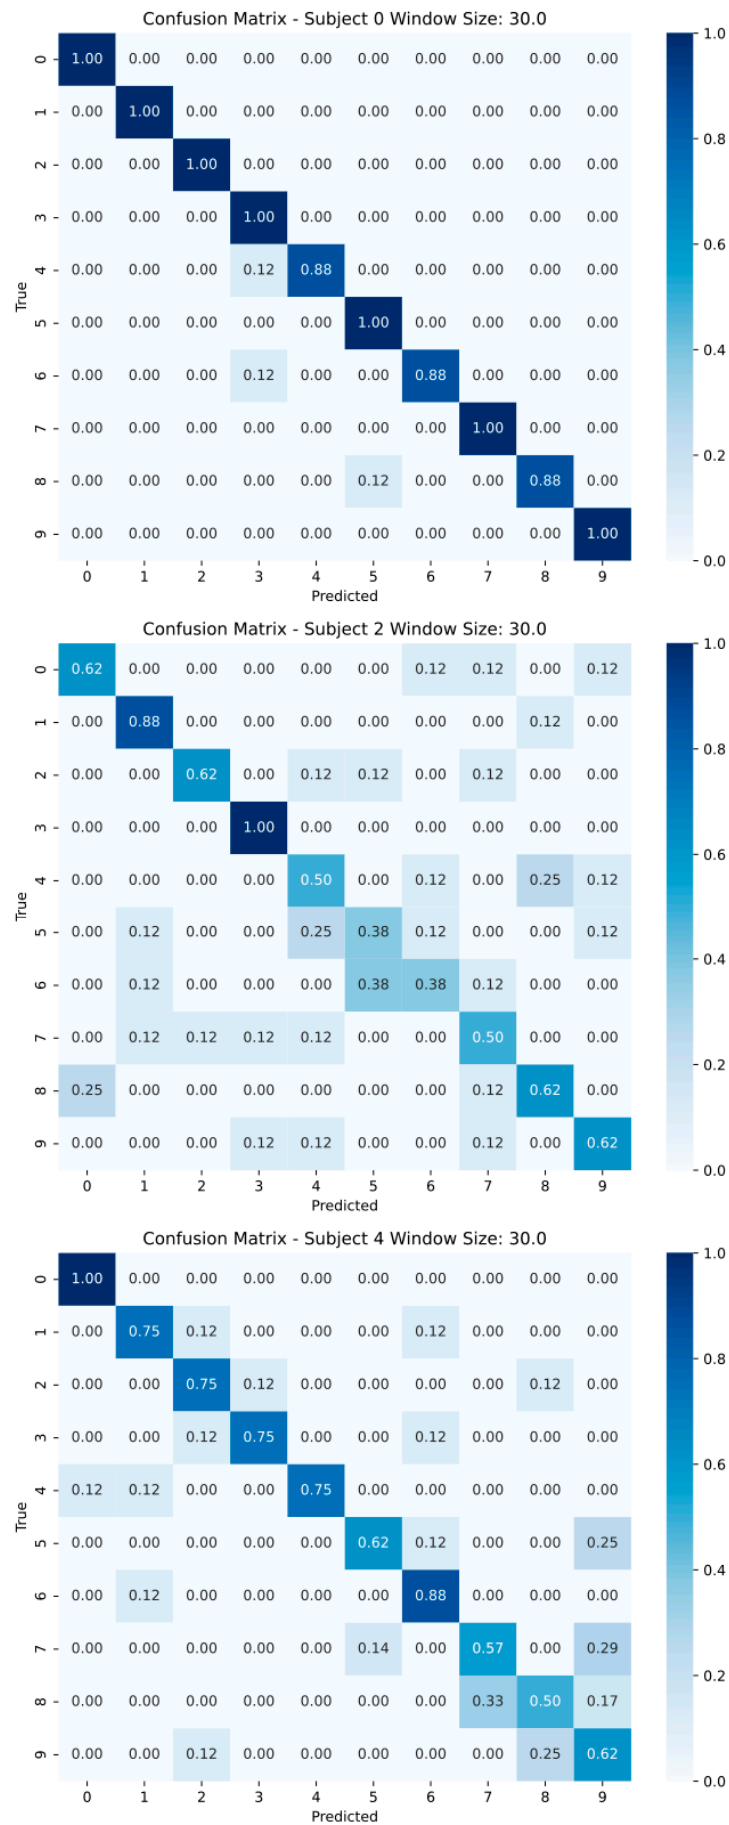 Confusion Matrix - Subject 0 Window Size: 30.0
0 1.00 0.00 0.00 0.00 0.00 0.00 0.00 0.00 0.00 0.00
1 0.00 1.00 0.00 0.00 0.00 0.00 0.00 0.00 0.00 0.00
2 0.00 0.00 1.00 0.00 0.00 0.00 0.00 0.00 0.00 0.00
3 0.00 0.00 0.00 1.00 0.00 0.00 0.00 0.00 0.00 0.00
4 0.00 0.00 0.00 0.12 0.88 0.00 0.00 0.00 0.00 0.00
5 0.00 0.00 0.00 0.00 0.00 1.00 0.00 0.00 0.00 0.00
6 0.00 0.00 0.00 0.12 0.00 0.00 0.88 0.00 0.00 0.00
7 0.00 0.00 0.00 0.00 0.00 0.00 0.00 1.00 0.00 0.00
8 0.00 0.00 0.00 0.00 0.00 0.12 0.00 0.00 0.88 0.00
9 0.00 0.00 0.00 0.00 0.00 0.00 0.00 0.00 0.00 1.00
0 1 2 3 4 5 6 7 8 9
Predicted
True
1.0
0.8
0.6
0.4
0.2
0.0
Confusion Matrix - Subject 2 Window Size: 30.0
0 0.62 0.00 0.00 0.00 0.00 0.00 0.12 0.12 0.00 0.12
1 0.00 0.88 0.00 0.00 0.00 0.00 0.00 0.00 0.12 0.00
2 0.00 0.00 0.62 0.00 0.12 0.12 0.00 0.12 0.00 0.00
3 0.00 0.00 0.00 1.00 0.00 0.00 0.00 0.00 0.00 0.00
4 0.00 0.00 0.00 0.00 0.50 0.00 0.12 0.00 0.25 0.12
5 0.00 0.12 0.00 0.00 0.25 0.38 0.12 0.00 0.00 0.12
6 0.00 0.12 0.00 0.00 0.00 0.38 0.38 0.12 0.00 0.00
7 0.00 0.12 0.12 0.12 0.12 0.00 0.00 0.50 0.00 0.00
8 0.25 0.00 0.00 0.00 0.00 0.00 0.00 0.12 0.62 0.00
9 0.00 0.00 0.00 0.12 0.12 0.00 0.00 0.12 0.00 0.62
0 1 2 3 4 5 6 7 8 9
Predicted
True
1.0
0.8
0.6
0.4
0.2
0.0
Confusion Matrix - Subject 4 Window Size: 30.0
0 1.00 0.00 0.00 0.00 0.00 0.00 0.00 0.00 0.00 0.00
1 0.00 0.75 0.12 0.00 0.00 0.00 0.12 0.00 0.00 0.00
2 0.00 0.00 0.75 0.12 0.00 0.00 0.00 0.00 0.12 0.00
3 0.00 0.00 0.12 0.75 0.00 0.00 0.12 0.00 0.00 0.00
4 0.12 0.12 0.00 0.00 0.75 0.00 0.00 0.00 0.00 0.00
5 0.00 0.00 0.00 0.00 0.00 0.62 0.12 0.00 0.00 0.25
6 0.00 0.12 0.00 0.00 0.00 0.00 0.88 0.00 0.00 0.00
7 0.00 0.00 0.00 0.00 0.00 0.14 0.00 0.57 0.00 0.29
8 0.00 0.00 0.00 0.00 0.00 0.00 0.00 0.33 0.50 0.17
9 0.00 0.00 0.12 0.00 0.00 0.00 0.00 0.00 0.25 0.62
0 1 2 3 4 5 6 7 8 9
Predicted
True
1.0
0.8
0.6
0.4
0.2
0.0